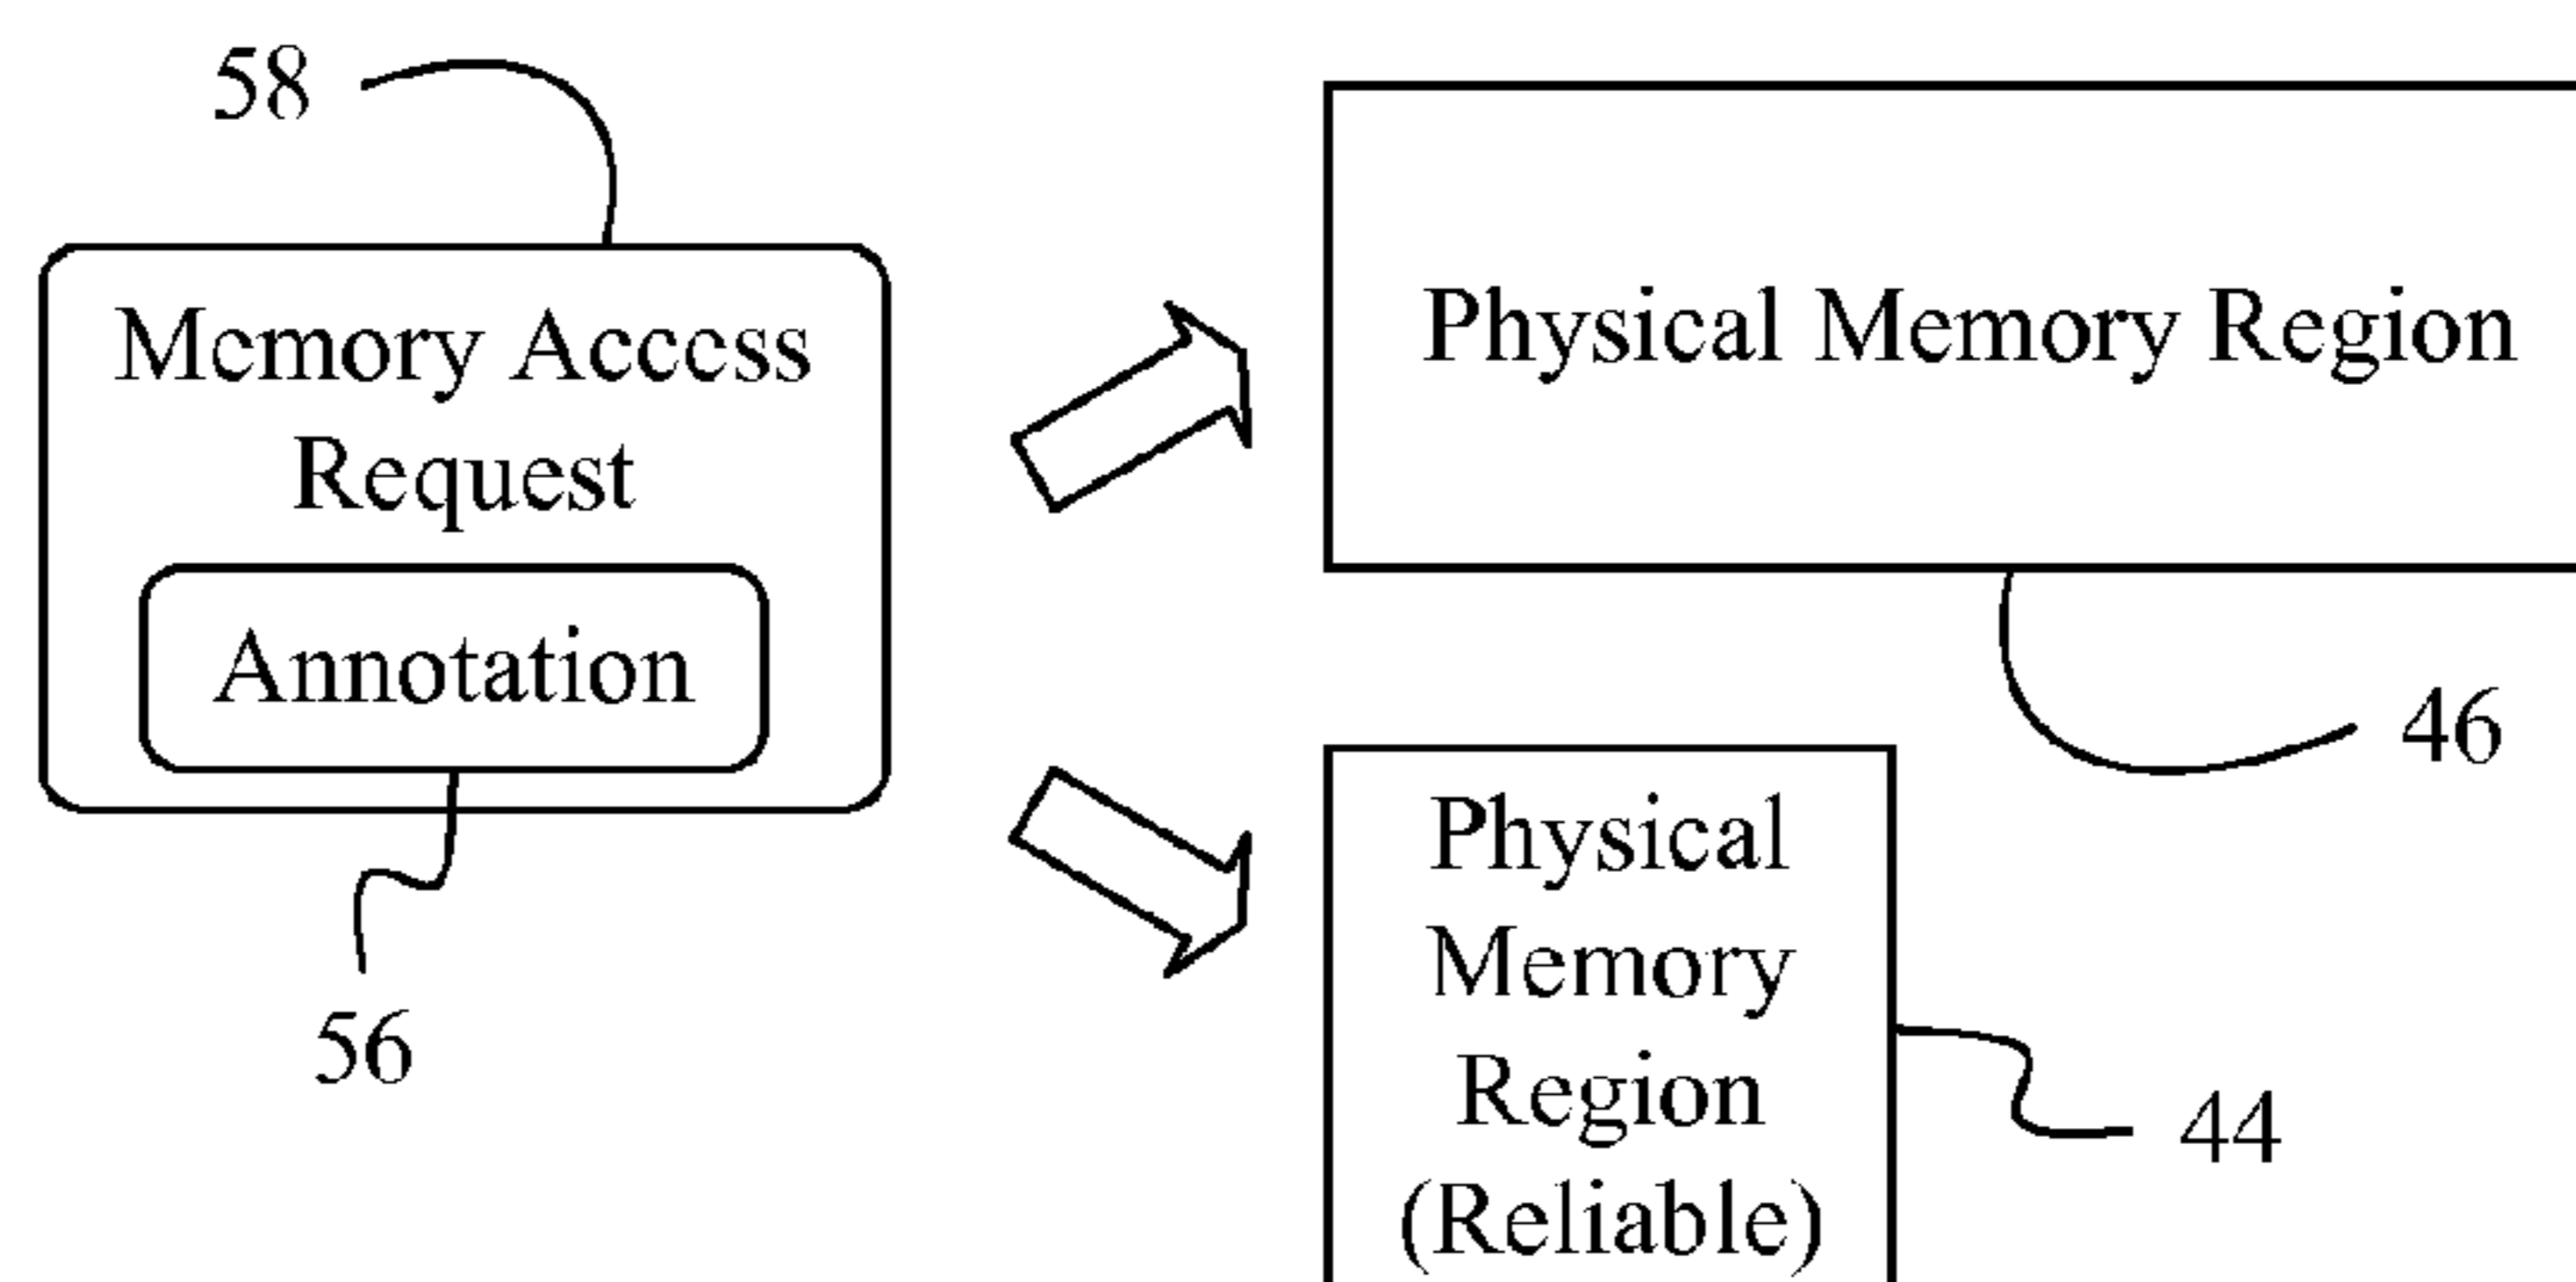 58
Memory Access
Request
Annotation
56
Physical Memory Region
46
Physical
Memory
Region
(Reliable)
44